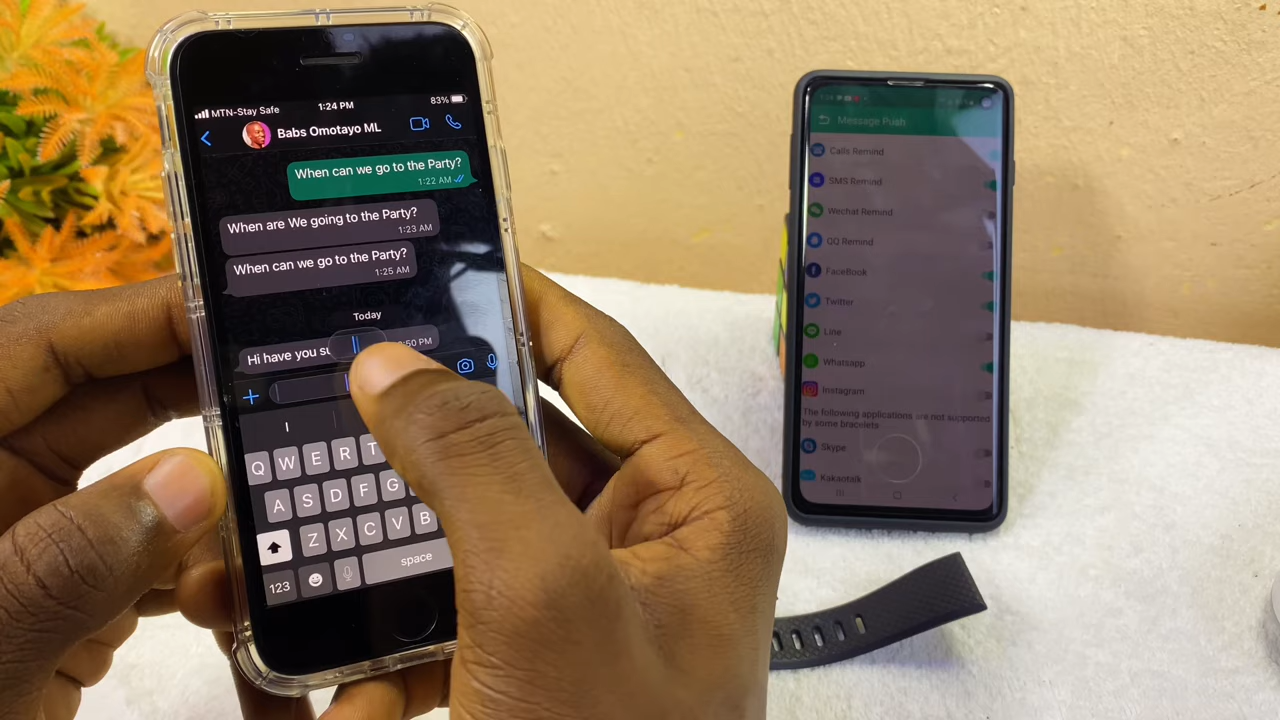 MTN-Stay Safe
1:24 PM
83%
Babs Omotayo ML
When can we go to the Party?
1:22 AM
When are We going to the Party?
1:23 AM
When can we go to the Party?
1:25 AM
Today
Hi have you
:50 PM
I
Q W E R T
A S D F G
Z X C V B
123
space
Message Push
Calls Remind
SMS Remind
Wechat Remind
QQ Remind
FaceBook
Twitter
Line
Whatsapp
Instagram
The following applications are not supported
by some bracelets
Skype
Kakaotalk